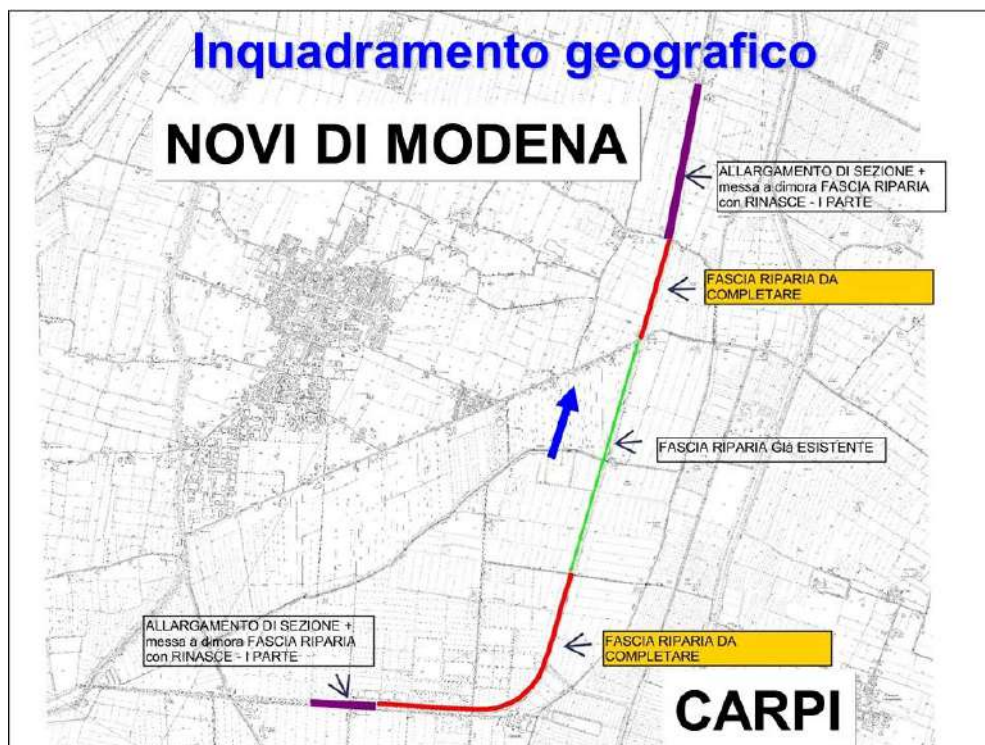 Inquadramento geografico
NOVI DI MODENA
ALLARGAMENTO DI SEZIONE +
messa a dimora FASCIA RIPARIA
con RINASCE - I PARTE
FASCIA RIPARIA DA
COMPLETARE
FASCIA RIPARIA Già ESISTENTE
ALLARGAMENTO DI SEZIONE +
messa a dimora FASCIA RIPARIA
con RINASCE - I PARTE
FASCIA RIPARIA DA
COMPLETARE
CARPI